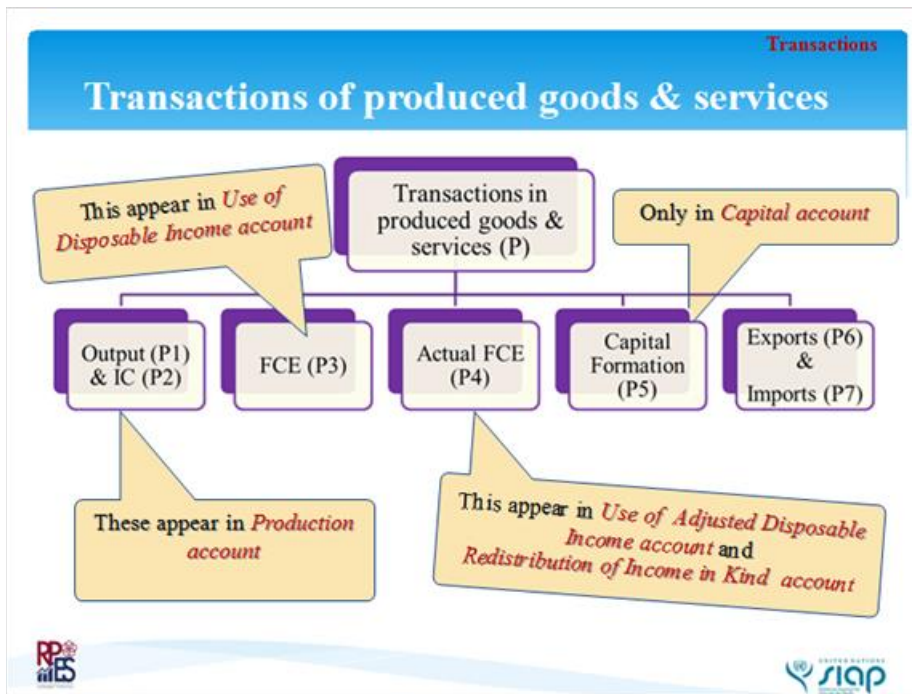 Transactions
Transactions of produced goods & services
This appear in Use of
Disposable Income account
Transactions in
produced goods &
services (P)
Only in Capital account
Output (P1)
& IC (P2)
FCE (P3)
Actual FCE
(P4)
Capital
Formation
(P5)
Exports (P6)
&
Imports (P7)
These appear in Production
account
This appear in Use of Adjusted Disposable
Income account and
Redistribution of Income in Kind account
RP
ES
UNITED NATIONS
siap